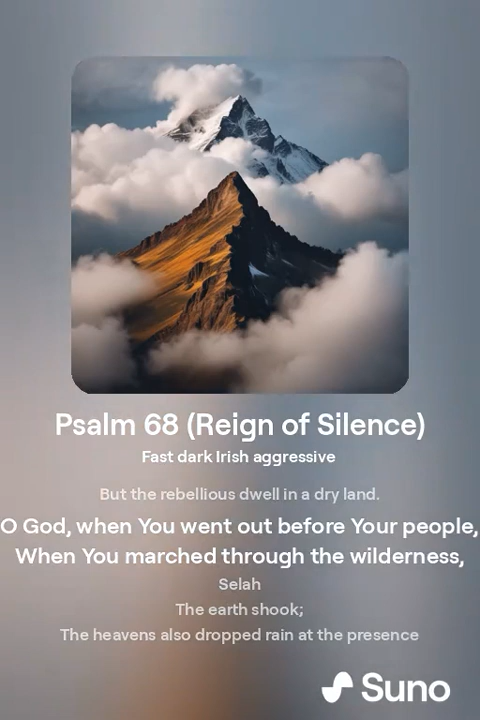 Psalm 68 (Reign of Silence)
Fast dark Irish aggressive
But the rebellious dwell in a dry land.
O God, when You went out before Your people,
When You marched through the wilderness,
Selah
The earth shook;
The heavens also dropped rain at the presence
Suno